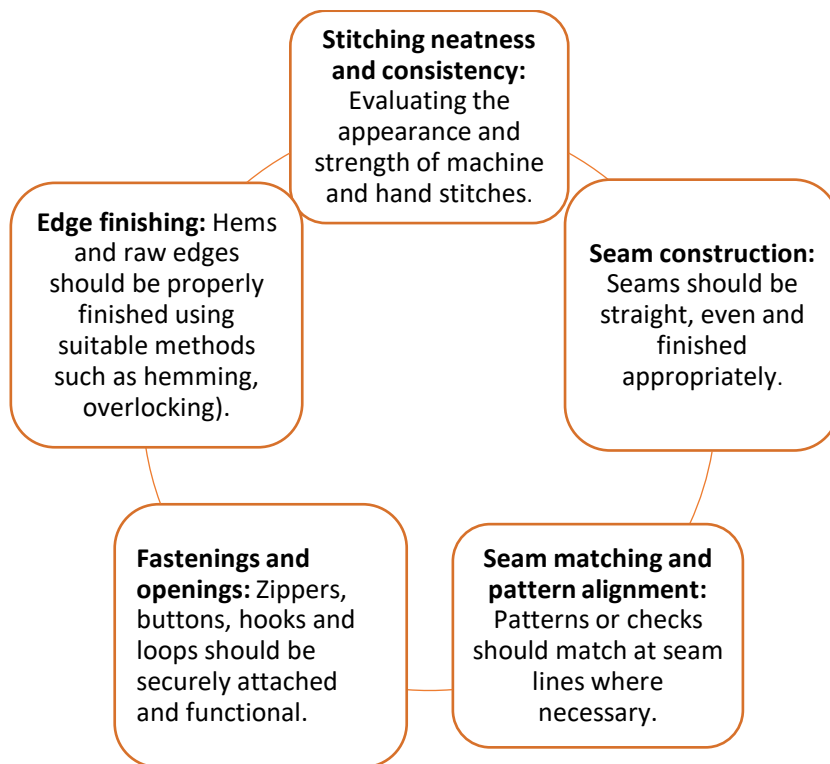 Stitching neatness
and consistency:
Evaluating the
appearance and
strength of machine
and hand stitches.
Seam construction:
Seams should be
straight, even and
finished
appropriately.
Seam matching and
pattern alignment:
Patterns or checks
should match at seam
lines where
necessary.
Fastenings and
openings: Zippers,
buttons, hooks and
loops should be
securely attached
and functional.
Edge finishing: Hems
and raw edges
should be properly
finished using
suitable methods
such as hemming,
overlocking).